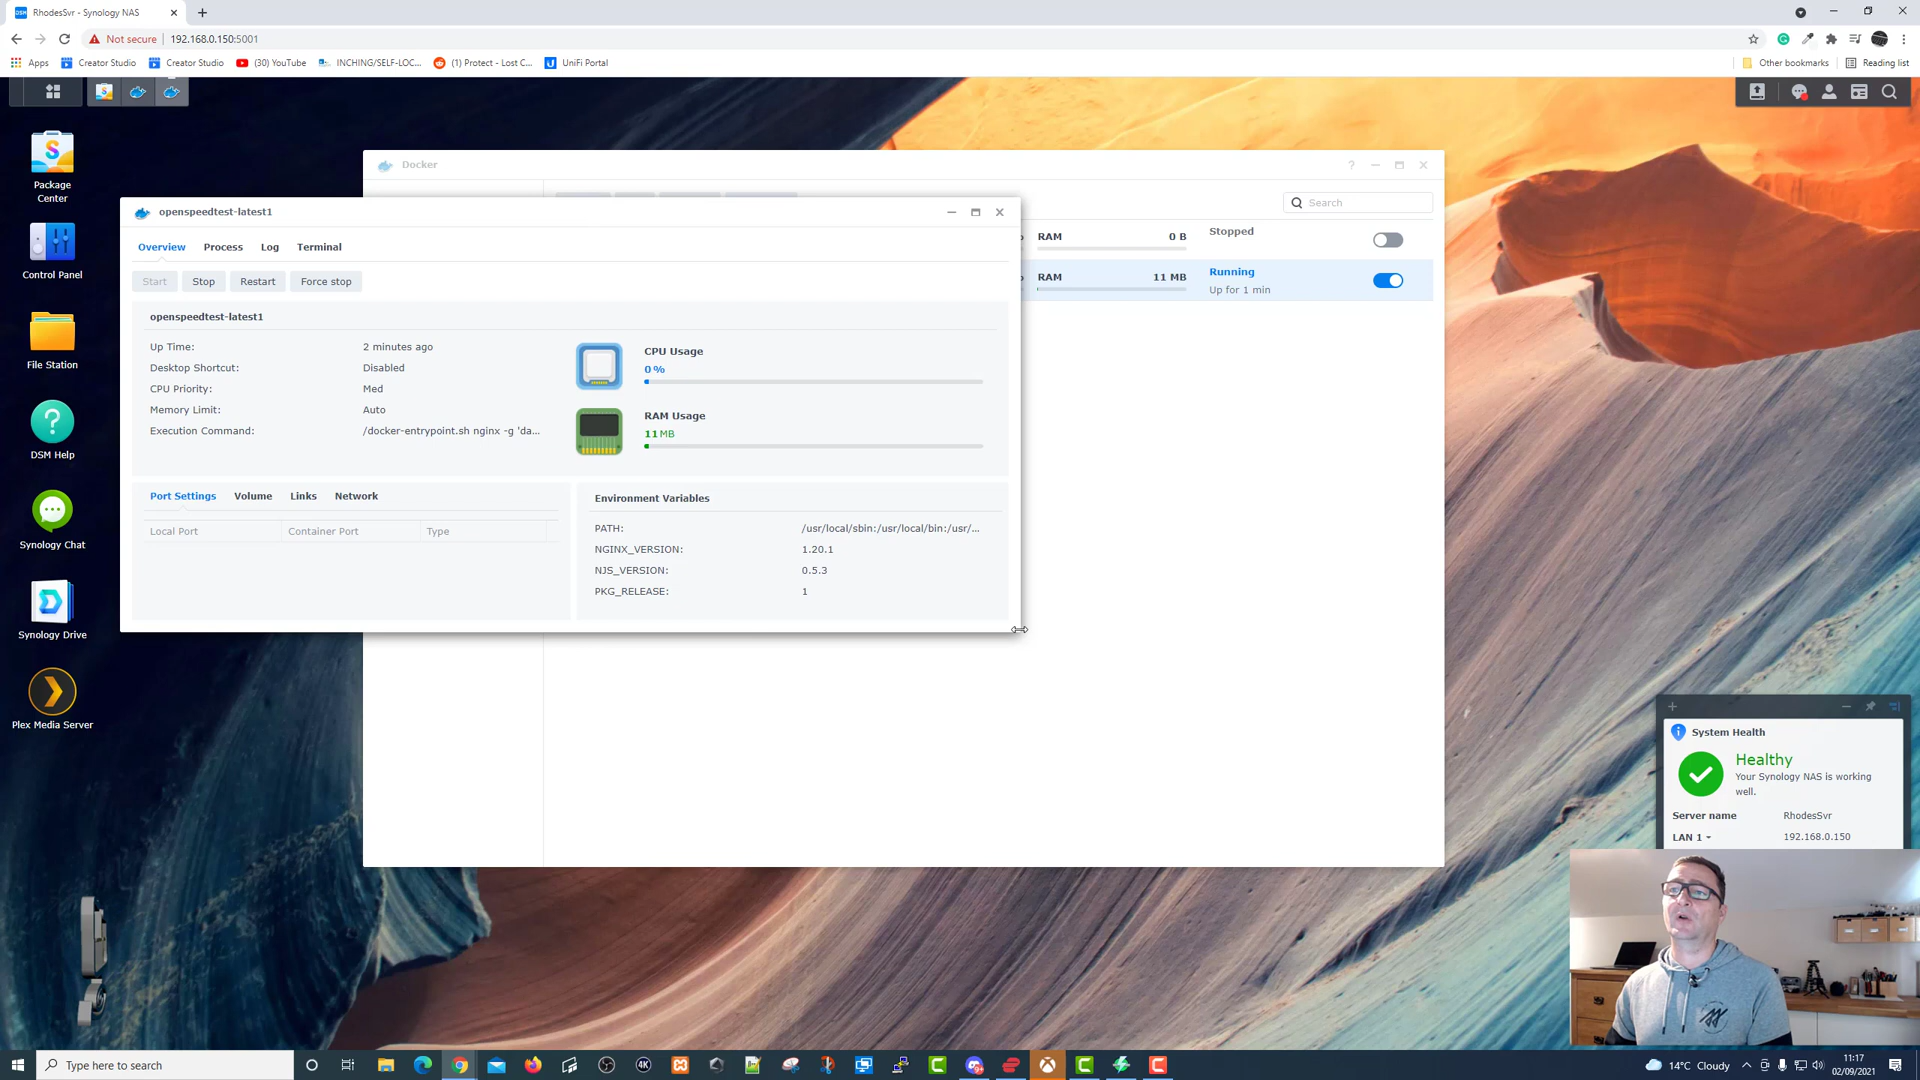 RhodesSvr - Synology NAS
Not secure
192.168.0.150:5001
Apps
Creator Studio
Creator Studio
(30) YouTube
INCHING/SELF-LOC...
(1) Protect - Lost C...
UniFi Portal
Other bookmarks
Reading list
Package
Center
Control Panel
File Station
DSM Help
Synology Chat
Synology Drive
Plex Media Server
Docker
Search
RAM
0 B
Stopped
RAM
11 MB
Running
Up for 1 min
openspeedtest-latest1
Overview
Process
Log
Terminal
Start
Stop
Restart
Force stop
openspeedtest-latest1
Up Time:
2 minutes ago
Desktop Shortcut:
Disabled
CPU Priority:
Med
Memory Limit:
Auto
Execution Command:
/docker-entrypoint.sh nginx -g 'da...
CPU Usage
0 %
RAM Usage
11 MB
Port Settings
Volume
Links
Network
Local Port
Container Port
Type
Environment Variables
PATH:
/usr/local/sbin:/usr/local/bin:/usr/...
NGINX_VERSION:
1.20.1
NJS_VERSION:
0.5.3
PKG_RELEASE:
1
System Health
Healthy
Your Synology NAS is working
well.
Server name
RhodesSvr
LAN 1
192.168.0.150
Type here to search
4K
14°C Cloudy
11:17
02/09/2021